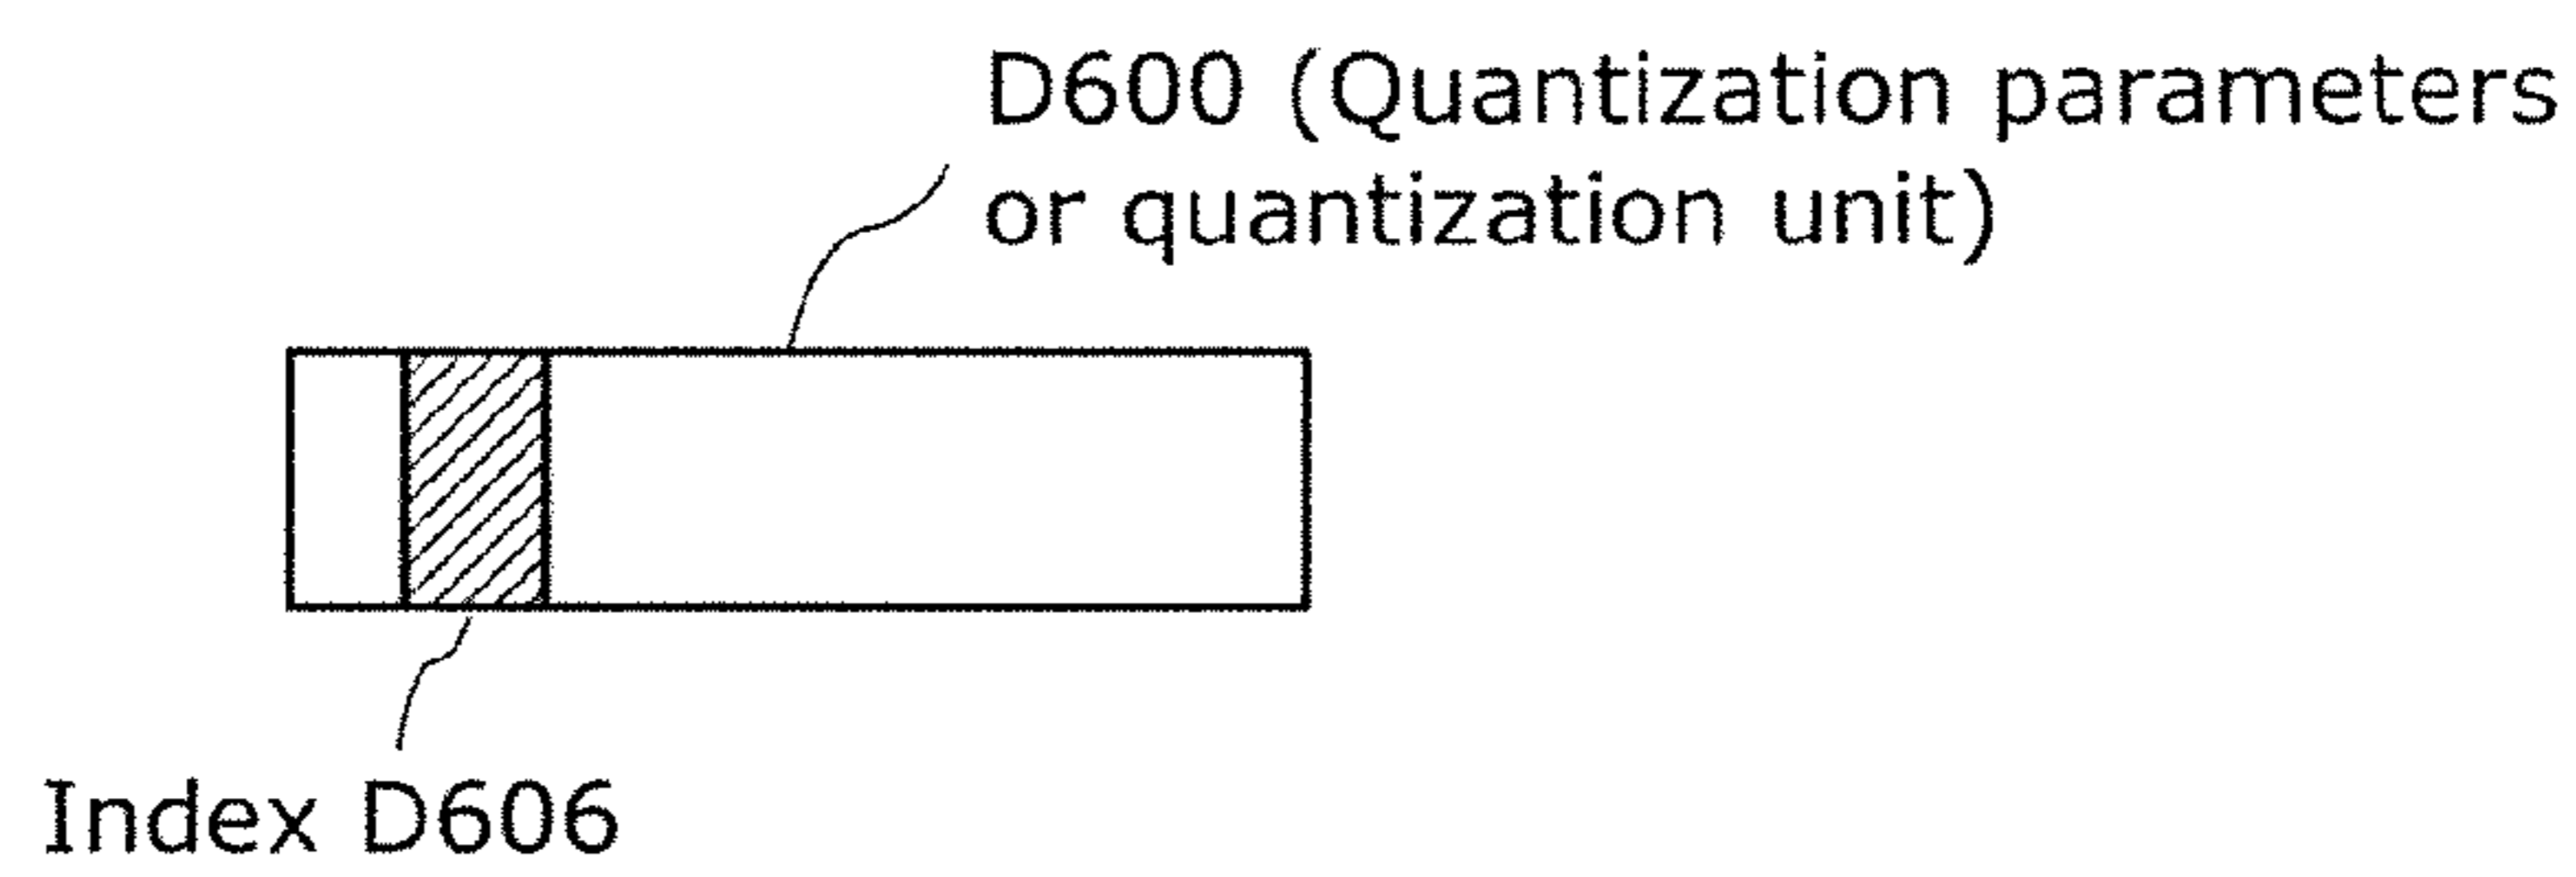 D600 (Quantization parameters
or quantization unit)
Index D606